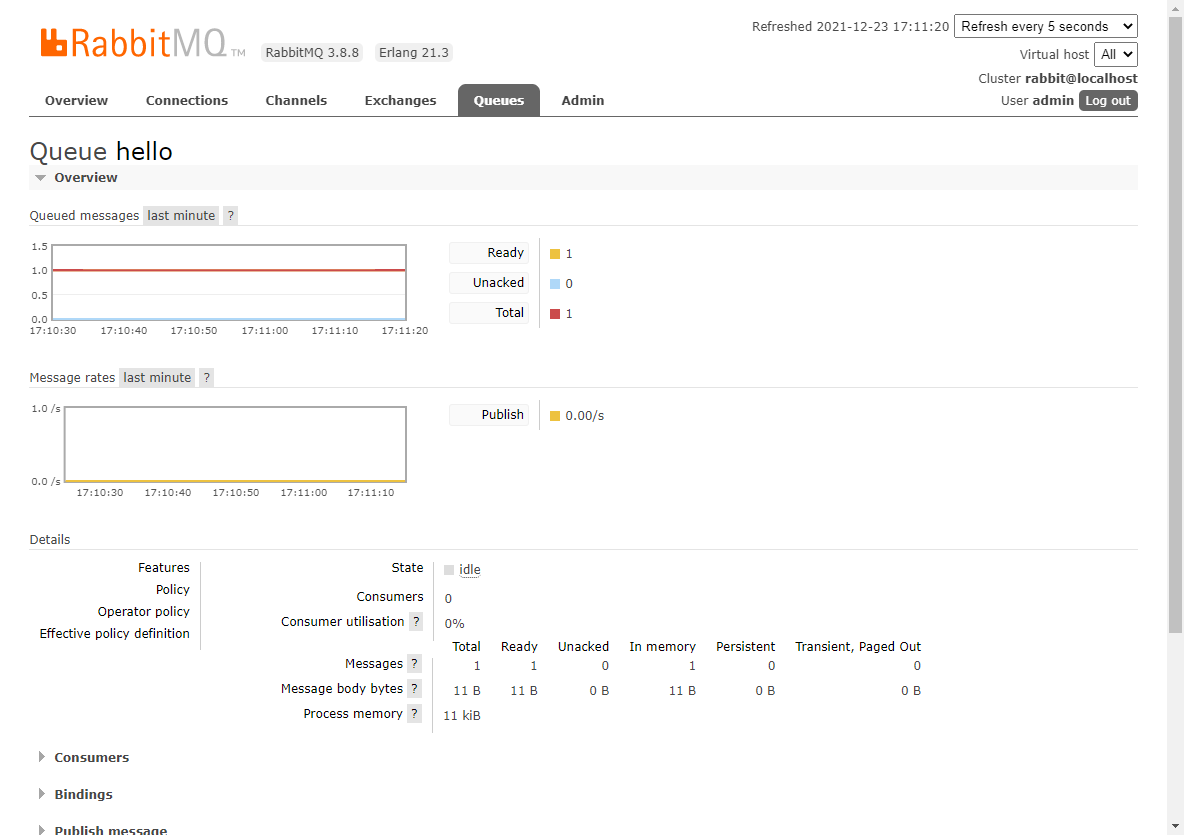 RabbitMQ TM RabbitMQ 3.8.8 Erlang 21.3
Refreshed 2021-12-23 17:11:20 Refresh every 5 seconds
Virtual host All
Cluster rabbit@localhost
User admin Log out
Overview Connections Channels Exchanges Queues Admin
Queue hello
Overview
Queued messages last minute ?
1.5
1.0
0.5
0.0
17:10:30 17:10:40 17:10:50 17:11:00 17:11:10 17:11:20
Ready 1
Unacked 0
Total 1
Message rates last minute ?
1.0 /s
0.0 /s
17:10:30 17:10:40 17:10:50 17:11:00 17:11:10
Publish 0.00/s
Details
Features
Policy
Operator policy
Effective policy definition
State idle
Consumers 0
Consumer utilisation ? 0%
Total Ready Unacked In memory Persistent Transient, Paged Out
Messages ? 1 1 0 1 0 0
Message body bytes ? 11 B 11 B 0 B 11 B 0 B 0 B
Process memory ? 11 kiB
Consumers
Bindings
Publish message